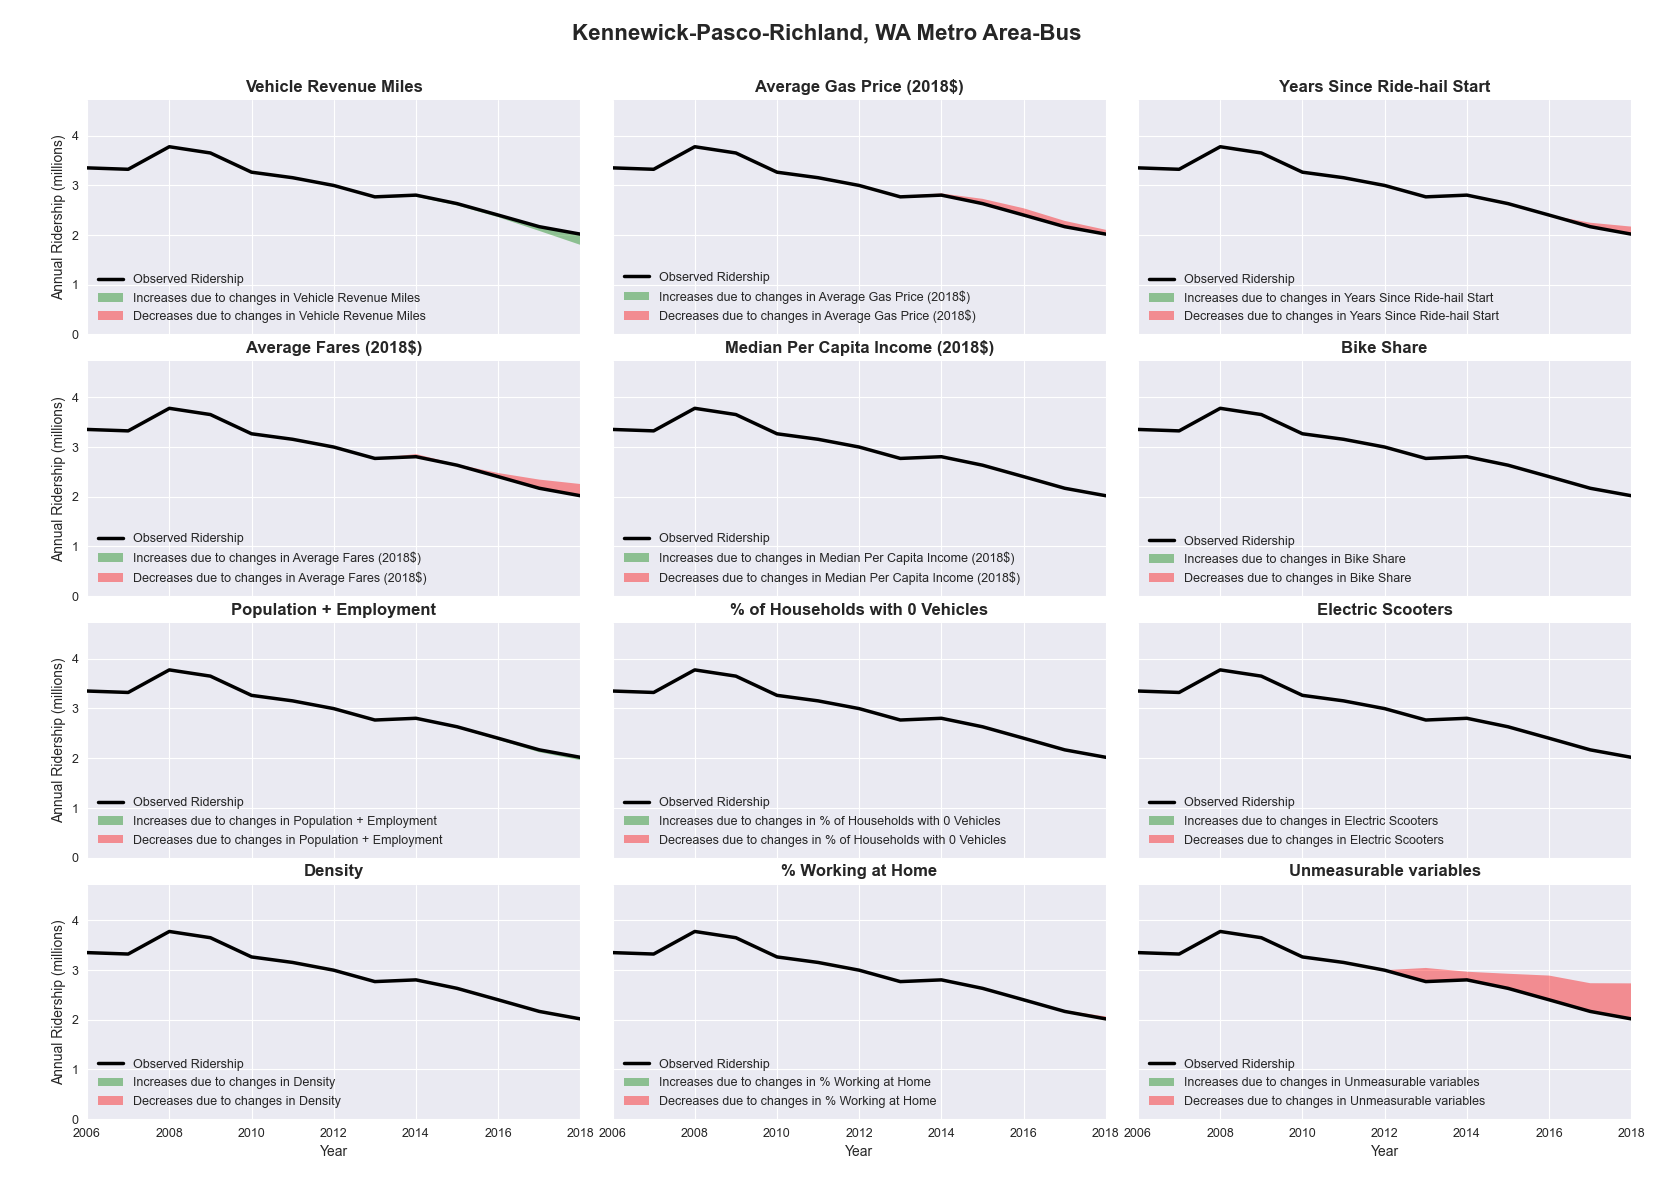 Kennewick-Pasco-Richland, WA Metro Area-Bus
Vehicle Revenue Miles
Average Gas Price (2018$)
Years Since Ride-hail Start
Annual Ridership (millions)
4
3
2
1
0
Observed Ridership
Increases due to changes in Vehicle Revenue Miles
Decreases due to changes in Vehicle Revenue Miles
Observed Ridership
Increases due to changes in Average Gas Price (2018$)
Decreases due to changes in Average Gas Price (2018$)
Observed Ridership
Increases due to changes in Years Since Ride-hail Start
Decreases due to changes in Years Since Ride-hail Start
Average Fares (2018$)
Median Per Capita Income (2018$)
Bike Share
Annual Ridership (millions)
4
3
2
1
0
Observed Ridership
Increases due to changes in Average Fares (2018$)
Decreases due to changes in Average Fares (2018$)
Observed Ridership
Increases due to changes in Median Per Capita Income (2018$)
Decreases due to changes in Median Per Capita Income (2018$)
Observed Ridership
Increases due to changes in Bike Share
Decreases due to changes in Bike Share
Population + Employment
% of Households with 0 Vehicles
Electric Scooters
Annual Ridership (millions)
4
3
2
1
0
Observed Ridership
Increases due to changes in Population + Employment
Decreases due to changes in Population + Employment
Observed Ridership
Increases due to changes in % of Households with 0 Vehicles
Decreases due to changes in % of Households with 0 Vehicles
Observed Ridership
Increases due to changes in Electric Scooters
Decreases due to changes in Electric Scooters
Density
% Working at Home
Unmeasurable variables
Annual Ridership (millions)
4
3
2
1
0
Observed Ridership
Increases due to changes in Density
Decreases due to changes in Density
Observed Ridership
Increases due to changes in % Working at Home
Decreases due to changes in % Working at Home
Observed Ridership
Increases due to changes in Unmeasurable variables
Decreases due to changes in Unmeasurable variables
2006 2008 2010 2012 2014 2016 2018
2006 2008 2010 2012 2014 2016 2018
2006 2008 2010 2012 2014 2016 2018
Year
Year
Year